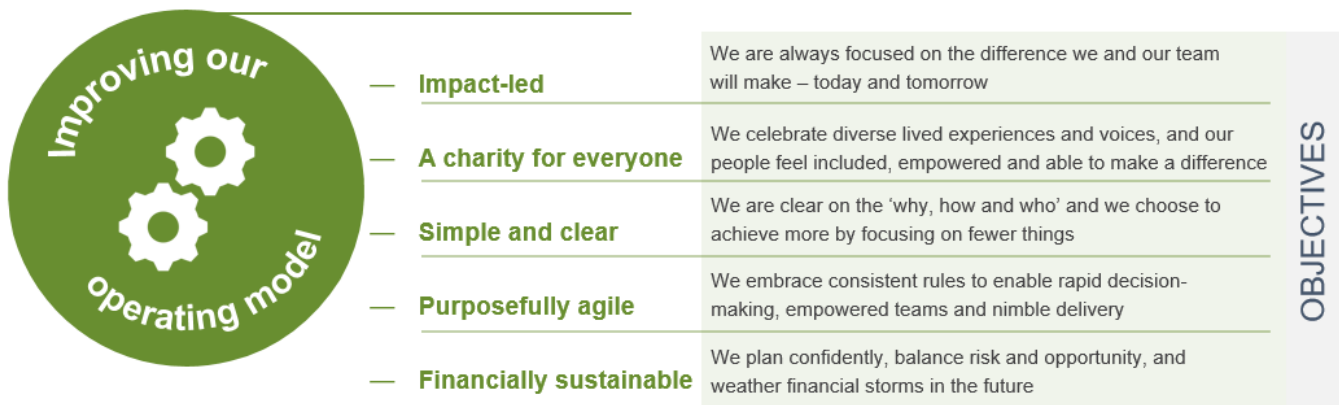 Improving our
operating model
— Impact-led
We are always focused on the difference we and our team
will make – today and tomorrow
— A charity for everyone
We celebrate diverse lived experiences and voices, and our
people feel included, empowered and able to make a difference
— Simple and clear
We are clear on the ‘why, how and who’ and we choose to
achieve more by focusing on fewer things
— Purposefully agile
We embrace consistent rules to enable rapid decision-
making, empowered teams and nimble delivery
— Financially sustainable
We plan confidently, balance risk and opportunity, and
weather financial storms in the future
OBJECTIVES